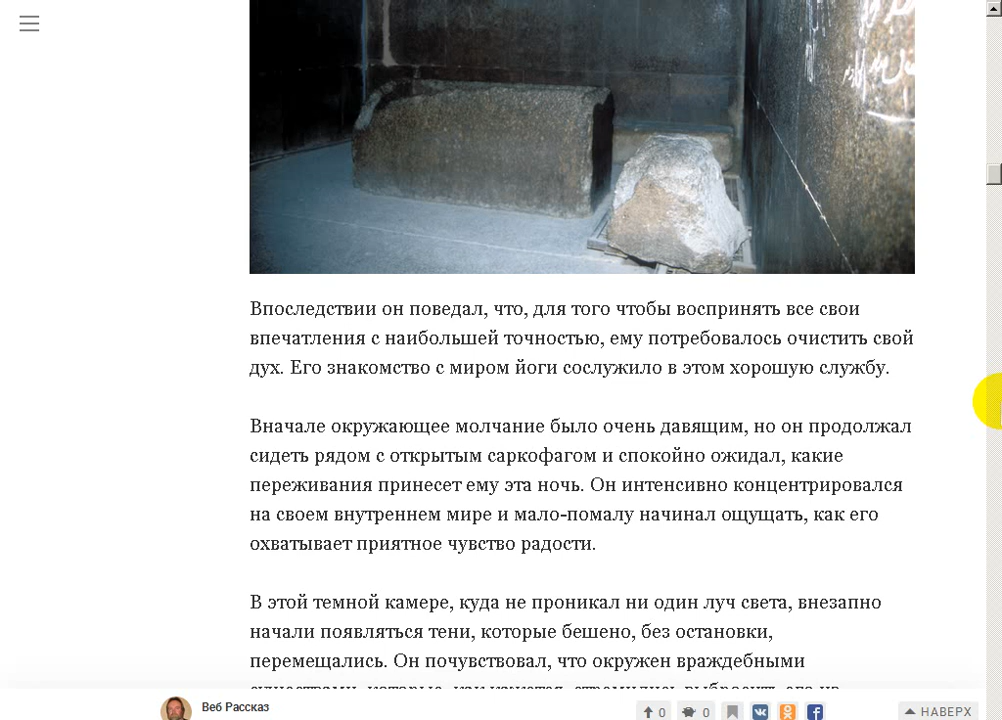 Впоследствии он поведал, что, для того чтобы воспринять все свои
впечатления с наибольшей точностью, ему потребовалось очистить свой
дух. Его знакомство с миром йоги сослужило в этом хорошую службу.
Вначале окружающее молчание было очень давящим, но он продолжал
сидеть рядом с открытым саркофагом и спокойно ожидал, какие
переживания принесет ему эта ночь. Он интенсивно концентрировался
на своем внутреннем мире и мало-помалу начинал ощущать, как его
охватывает приятное чувство радости.
В этой темной камере, куда не проникал ни один луч света, внезапно
начали появляться тени, которые бешено, без остановки,
перемещались. Он почувствовал, что окружен враждебными
Веб Рассказ
0
0
НАВЕРХ